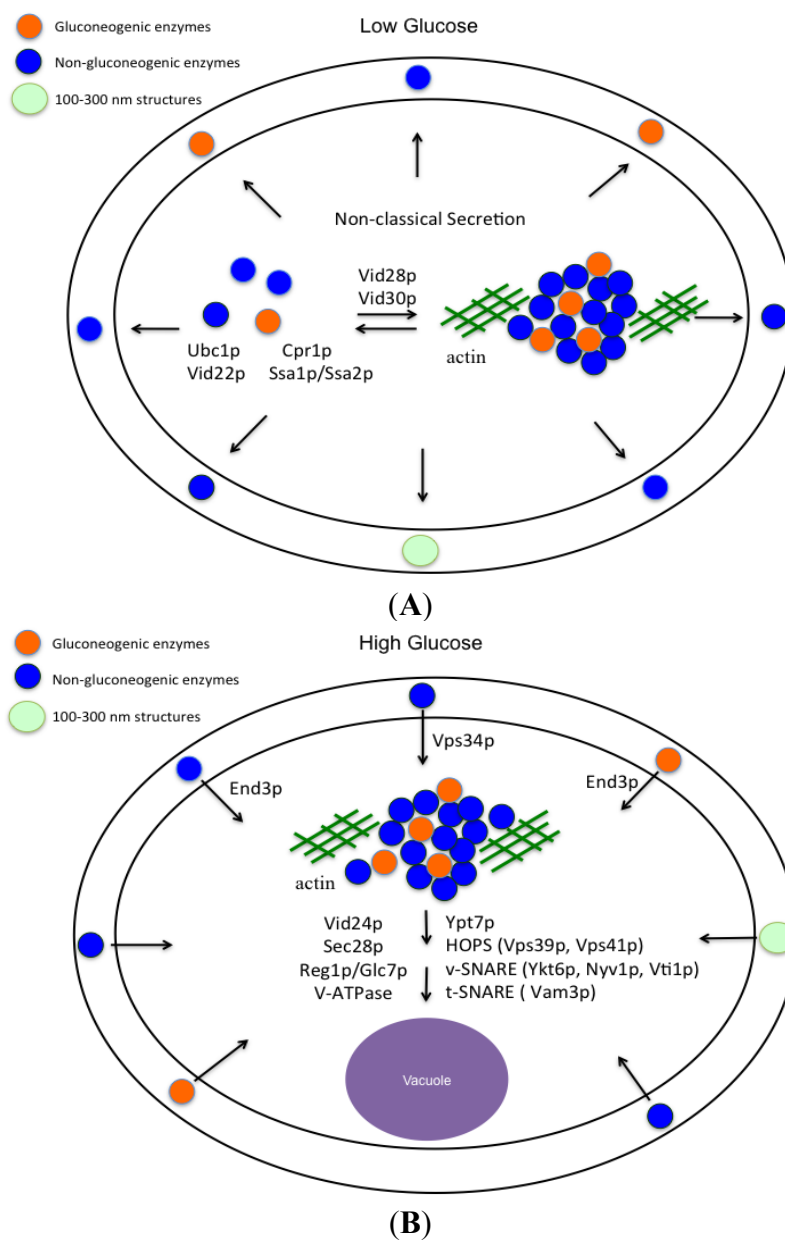 Low Glucose
Gluconeogenic enzymes
Non-gluconeogenic enzymes
100-300 nm structures
Non-classical Secretion
Vid28p
Vid30p
actin
Ubc1p Cpr1p
Vid22p Ssa1p/Ssa2p
(A)
High Glucose
Gluconeogenic enzymes
Non-gluconeogenic enzymes
100-300 nm structures
Vps34p
End3p
End3p
actin
Vid24p Ypt7p
Sec28p HOPS (Vps39p, Vps41p)
Reg1p/Glc7p v-SNARE (Ykt6p, Nyv1p, Vti1p)
V-ATPase t-SNARE ( Vam3p)
Vacuole
(B)